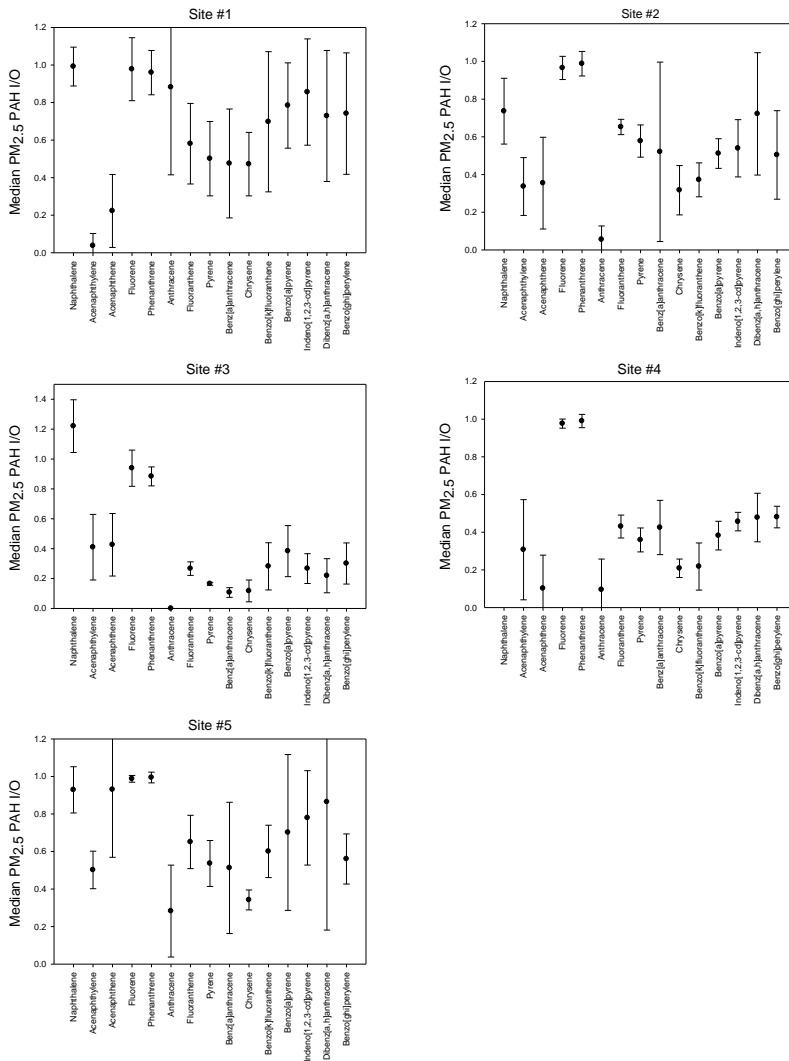 Site #1
Median PM2.5 PAH I/O
1.2
1.0
0.8
0.6
0.4
0.2
0.0
Naphthalene
Acenaphthylene
Acenaphthene
Fluorene
Phenanthrene
Anthracene
Fluoranthene
Pyrene
Benz[a]anthracene
Chrysene
Benzo[k]fluoranthene
Benzo[a]pyrene
Indeno[1,2,3-cd]pyrene
Dibenz[a,h]anthracene
Benzo[ghi]perylene
Site #2
Median PM2.5 PAH I/O
1.2
1.0
0.8
0.6
0.4
0.2
0.0
Naphthalene
Acenaphthylene
Acenaphthene
Fluorene
Phenanthrene
Anthracene
Fluoranthene
Pyrene
Benz[a]anthracene
Chrysene
Benzo[k]fluoranthene
Benzo[a]pyrene
Indeno[1,2,3-cd]pyrene
Dibenz[a,h]anthracene
Benzo[ghi]perylene
Site #3
Median PM2.5 PAH I/O
1.4
1.2
1.0
0.8
0.6
0.4
0.2
0.0
Naphthalene
Acenaphthylene
Acenaphthene
Fluorene
Phenanthrene
Anthracene
Fluoranthene
Pyrene
Benz[a]anthracene
Chrysene
Benzo[k]fluoranthene
Benzo[a]pyrene
Indeno[1,2,3-cd]pyrene
Dibenz[a,h]anthracene
Benzo[ghi]perylene
Site #4
Median PM2.5 PAH I/O
1.2
1.0
0.8
0.6
0.4
0.2
0.0
Naphthalene
Acenaphthylene
Acenaphthene
Fluorene
Phenanthrene
Anthracene
Fluoranthene
Pyrene
Benz[a]anthracene
Chrysene
Benzo[k]fluoranthene
Benzo[a]pyrene
Indeno[1,2,3-cd]pyrene
Dibenz[a,h]anthracene
Benzo[ghi]perylene
Site #5
Median PM2.5 PAH I/O
1.2
1.0
0.8
0.6
0.4
0.2
0.0
Naphthalene
Acenaphthylene
Acenaphthene
Fluorene
Phenanthrene
Anthracene
Fluoranthene
Pyrene
Benz[a]anthracene
Chrysene
Benzo[k]fluoranthene
Benzo[a]pyrene
Indeno[1,2,3-cd]pyrene
Dibenz[a,h]anthracene
Benzo[ghi]perylene